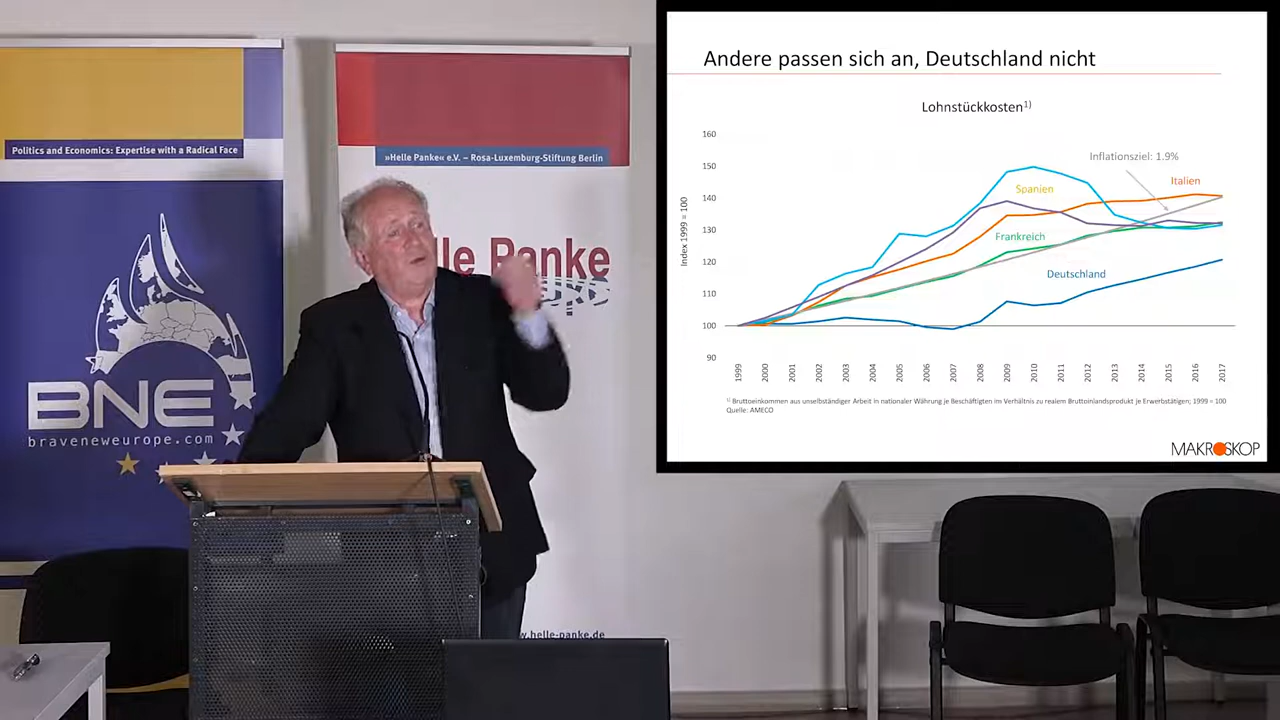 Politics and Economics: Expertise with a Radical Face
BNE
braveneweurope.com
»Helle Panke« e.V. – Rosa-Luxemburg-Stiftung Berlin
lle Panke
w.helle-panke.de
Andere passen sich an, Deutschland nicht
Lohnstückkosten1)
Index 1999 = 100
160
150
140
130
120
110
100
90
Inflationsziel: 1.9%
Italien
Spanien
Frankreich
Deutschland
1999 2000 2001 2002 2003 2004 2005 2006 2007 2008 2009 2010 2011 2012 2013 2014 2015 2016 2017
1) Bruttoeinkommen aus unselbständiger Arbeit in nationaler Währung je Beschäftigten im Verhältnis zu realem Bruttoinlandsprodukt je Erwerbstätigen; 1999 = 100
Quelle: AMECO
MAKROSKOP